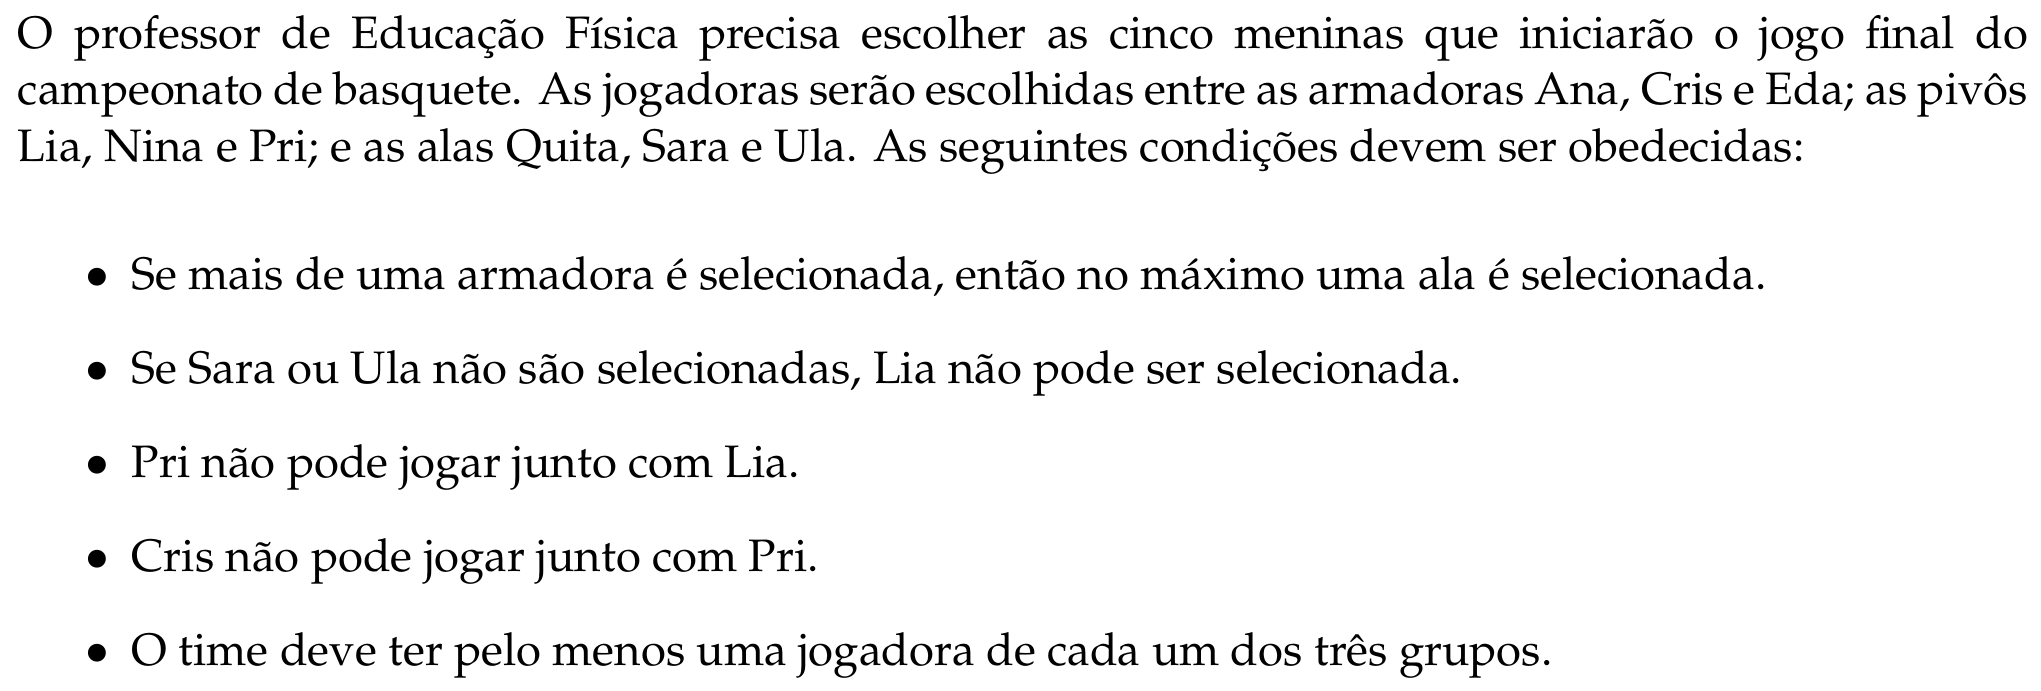 O professor de Educação Física precisa escolher as cinco meninas que iniciarão o jogo final do
campeonato de basquete. As jogadoras serão escolhidas entre as armadoras Ana, Cris e Eda; as pivôs
Lia, Nina e Pri; e as alas Quita, Sara e Ula. As seguintes condições devem ser obedecidas:
• Se mais de uma armadora é selecionada, então no máximo uma ala é selecionada.
• Se Sara ou Ula não são selecionadas, Lia não pode ser selecionada.
• Pri não pode jogar junto com Lia.
• Cris não pode jogar junto com Pri.
• O time deve ter pelo menos uma jogadora de cada um dos três grupos.